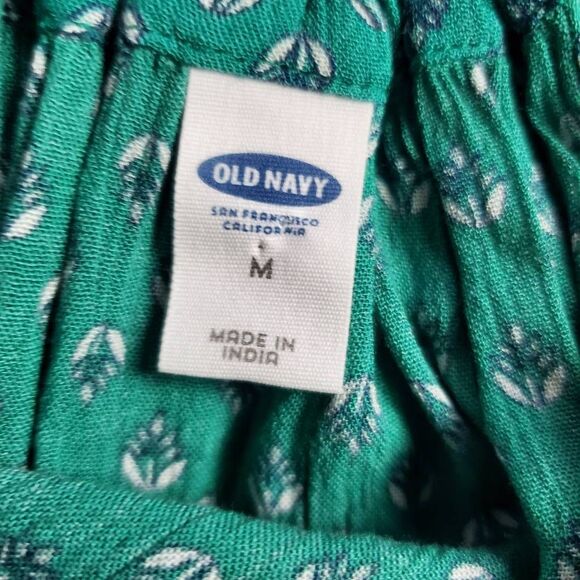 OLD NAVY
SAN FRANCISCO
CALIFORNIA
M
MADE IN
INDIA